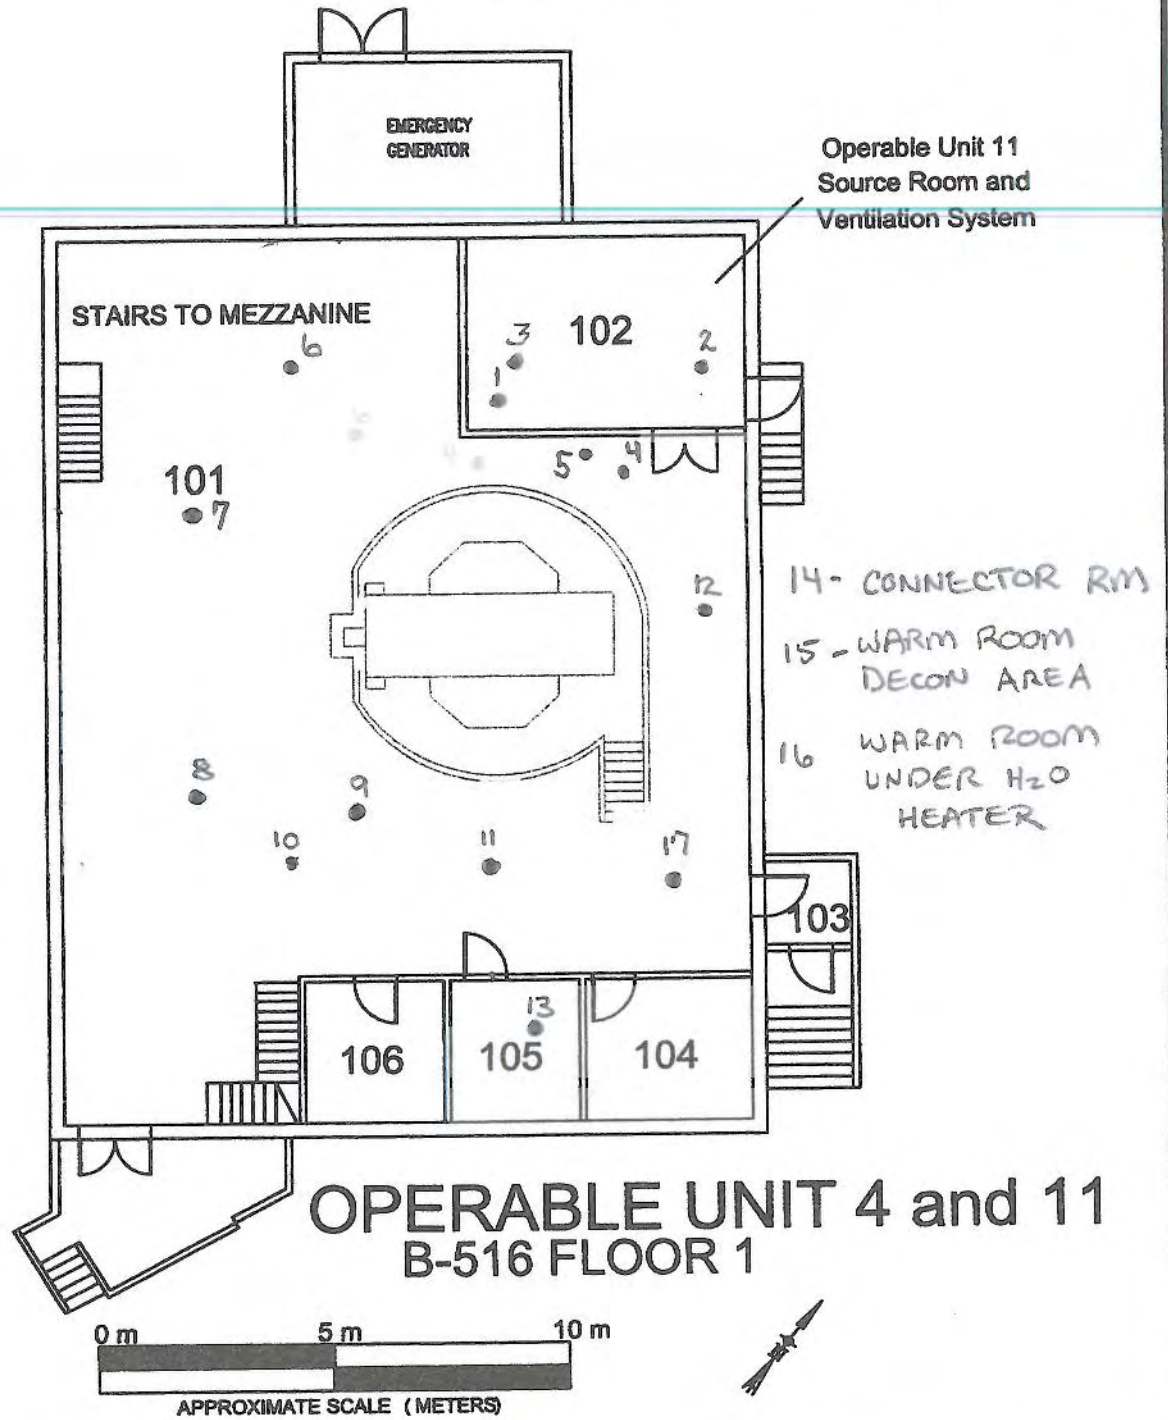 EMERGENCY
GENERATOR
Operable Unit 11
Source Room and
Ventilation System
STAIRS TO MEZZANINE
6
3
102
2
1
5
4
6
4
101
7
12
14- CONNECTOR RM
15- WARM ROOM
DECON AREA
16 WARM ROOM
UNDER H2O
HEATER
8
9
10
11
17
103
13
106
105
104
OPERABLE UNIT 4 and 11
B-516 FLOOR 1
0 m 5 m 10 m
APPROXIMATE SCALE (METERS)
N